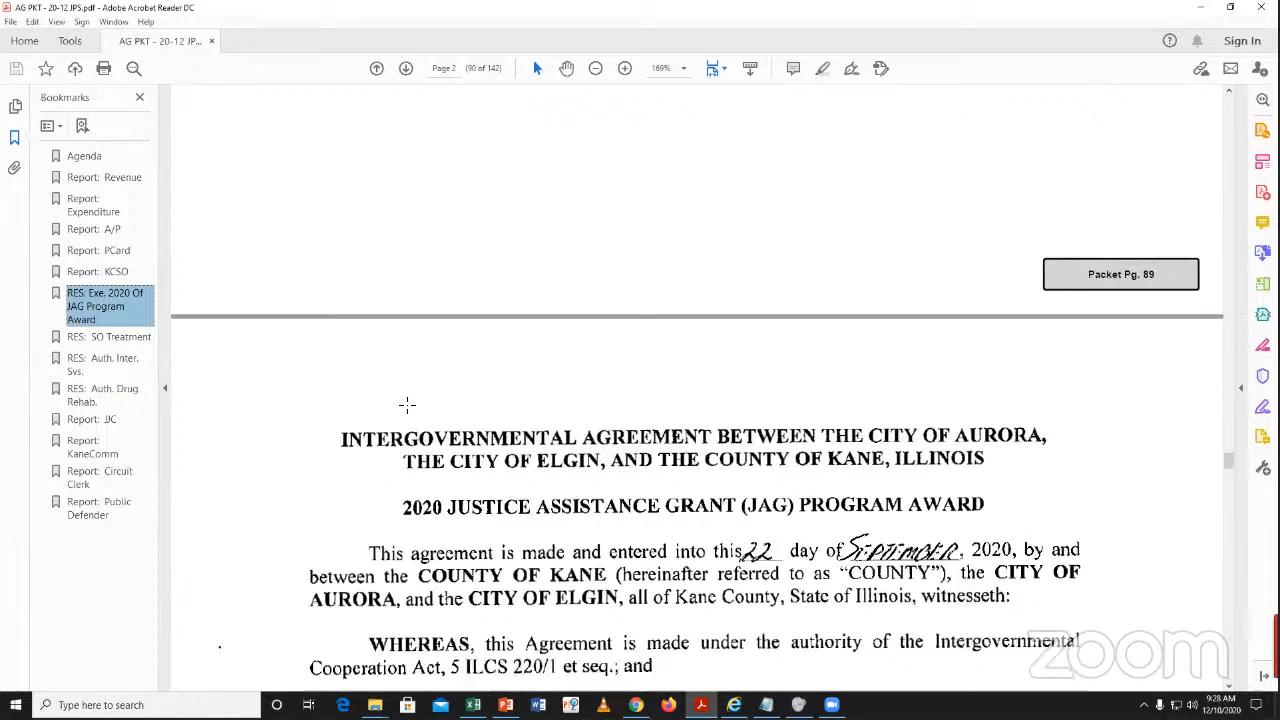 AG PKT - 20-12 JPS.pdf - Adobe Acrobat Reader DC
File Edit View Sign Window Help
Home Tools AG PKT - 20-12 JP... × Sign In
Page 2 (90 of 142) 169%
Bookmarks
Agenda
Report: Revenue
Report:
Expenditure
Report: A/P
Report: PCard
Report: KCSO
RES: Exe. 2020 Of
JAG Program
Award
RES: SO Treatment
RES: Auth. Inter.
Svs.
RES: Auth. Drug
Rehab.
Report: JJC
Report:
KaneComm
Report: Circuit
Clerk
Report: Public
Defender
Packet Pg. 89
INTERGOVERNMENTAL AGREEMENT BETWEEN THE CITY OF AURORA,
THE CITY OF ELGIN, AND THE COUNTY OF KANE, ILLINOIS
2020 JUSTICE ASSISTANCE GRANT (JAG) PROGRAM AWARD
This agreement is made and entered into this 22 day of SEPTEMBER, 2020, by and
between the COUNTY OF KANE (hereinafter referred to as “COUNTY”), the CITY OF
AURORA, and the CITY OF ELGIN, all of Kane County, State of Illinois, witnesseth:
WHEREAS, this Agreement is made under the authority of the Intergovernmental
Cooperation Act, 5 ILCS 220/1 et seq.; and
zoom
Type here to search
9:28 AM
12/10/2020